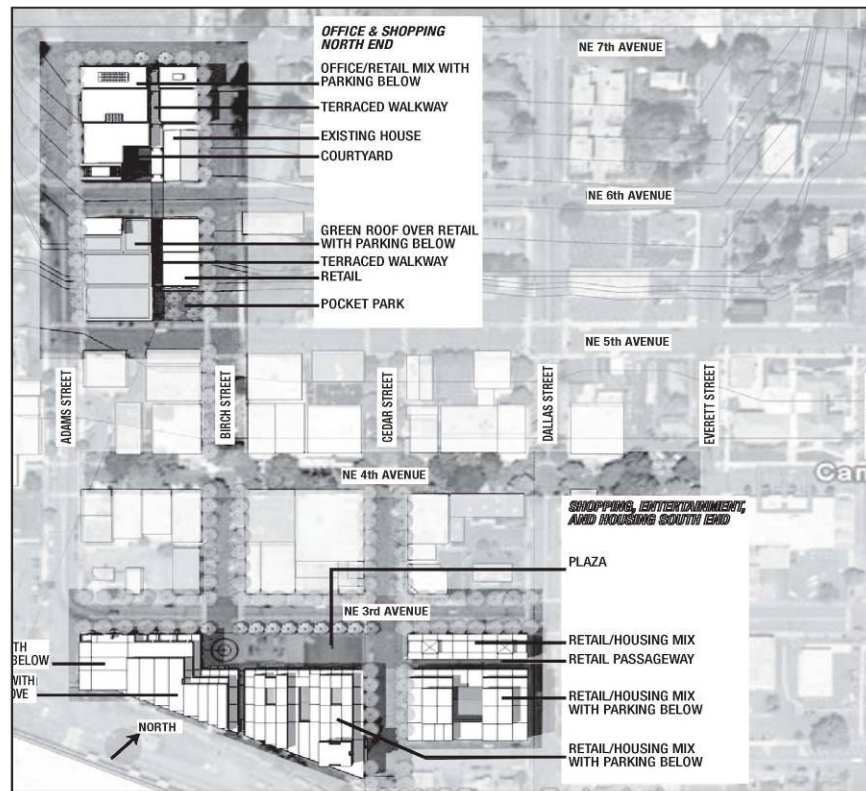 OFFICE & SHOPPING
NORTH END
OFFICE/RETAIL MIX WITH
PARKING BELOW
TERRACED WALKWAY
EXISTING HOUSE
COURTYARD
GREEN ROOF OVER RETAIL
WITH PARKING BELOW
TERRACED WALKWAY
RETAIL
POCKET PARK
NE 7th AVENUE
NE 6th AVENUE
NE 5th AVENUE
ADAMS STREET
BIRCH STREET
CEDAR STREET
DALLAS STREET
EVERETT STREET
NE 4th AVENUE
Car
SHOPPING, ENTERTAINMENT,
AND HOUSING SOUTH END
PLAZA
NE 3rd AVENUE
RETAIL/HOUSING MIX
RETAIL PASSAGEWAY
RETAIL/HOUSING MIX
WITH PARKING BELOW
RETAIL/HOUSING MIX
WITH PARKING BELOW
TH
BELOW
WITH
OVE
NORTH